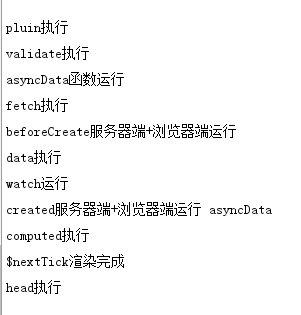 pluin执行
validate执行
asyncData函数运行
fetch执行
beforeCreate服务器端+浏览器端运行
data执行
watch运行
created服务器端+浏览器端运行 asyncData
computed执行
$nextTick渲染完成
head执行